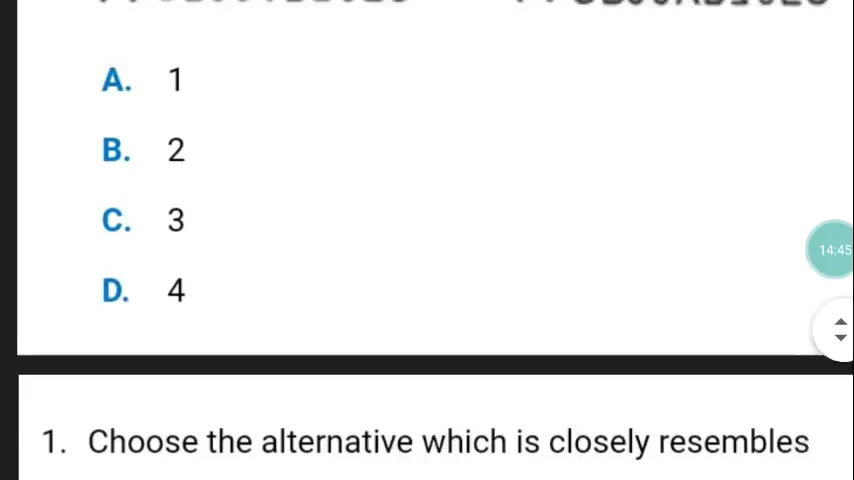 A. 1
B. 2
C. 3
D. 4
14:45
1. Choose the alternative which is closely resembles